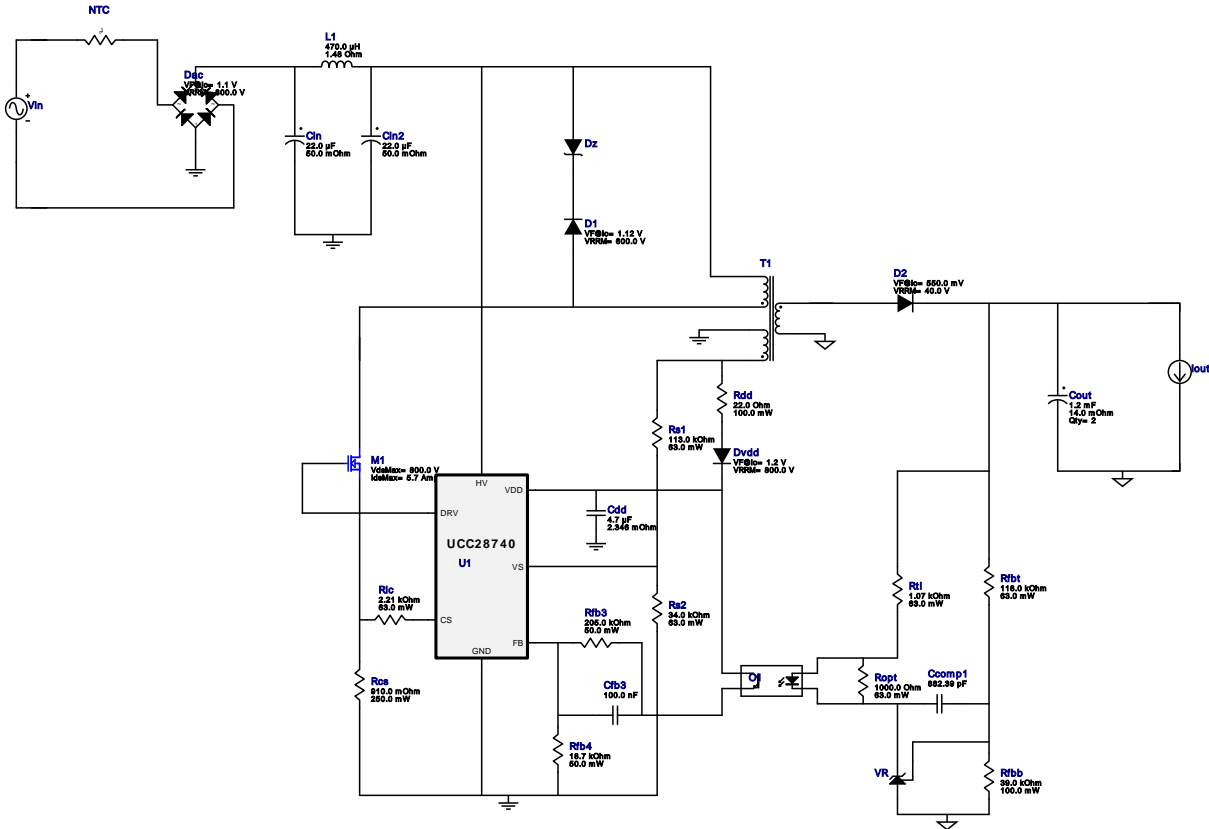 NTC
Vin
Dac
VF@Io= 1.1 V
VRRM= 600.0 V
L1
470.0 µH
1.48 Ohm
Cin
22.0 µF
50.0 mOhm
Cin2
22.0 µF
50.0 mOhm
Dz
D1
VF@Io= 1.12 V
VRRM= 600.0 V
T1
D2
VF@Io= 550.0 mV
VRRM= 40.0 V
Iout
Cout
1.2 mF
14.0 mOhm
Qty= 2
Rdd
22.0 Ohm
100.0 mW
Rs1
113.0 kOhm
63.0 mW
Dvdd
VF@Io= 1.2 V
VRRM= 800.0 V
M1
VdsMax= 800.0 V
IdsMax= 5.7 Am
HV
VDD
DRV
UCC28740
U1
VS
CS
FB
GND
Cdd
4.7 µF
2.346 mOhm
Rlc
2.21 kOhm
63.0 mW
Rs2
34.0 kOhm
63.0 mW
Rfb3
205.0 kOhm
50.0 mW
Rtl
1.07 kOhm
63.0 mW
Rfbt
118.0 kOhm
63.0 mW
Rcs
910.0 mOhm
250.0 mW
Cfb3
100.0 nF
O1
Ropt
1000.0 Ohm
63.0 mW
Ccomp1
882.39 pF
Rfb4
18.7 kOhm
50.0 mW
VR
Rfbb
39.0 kOhm
100.0 mW